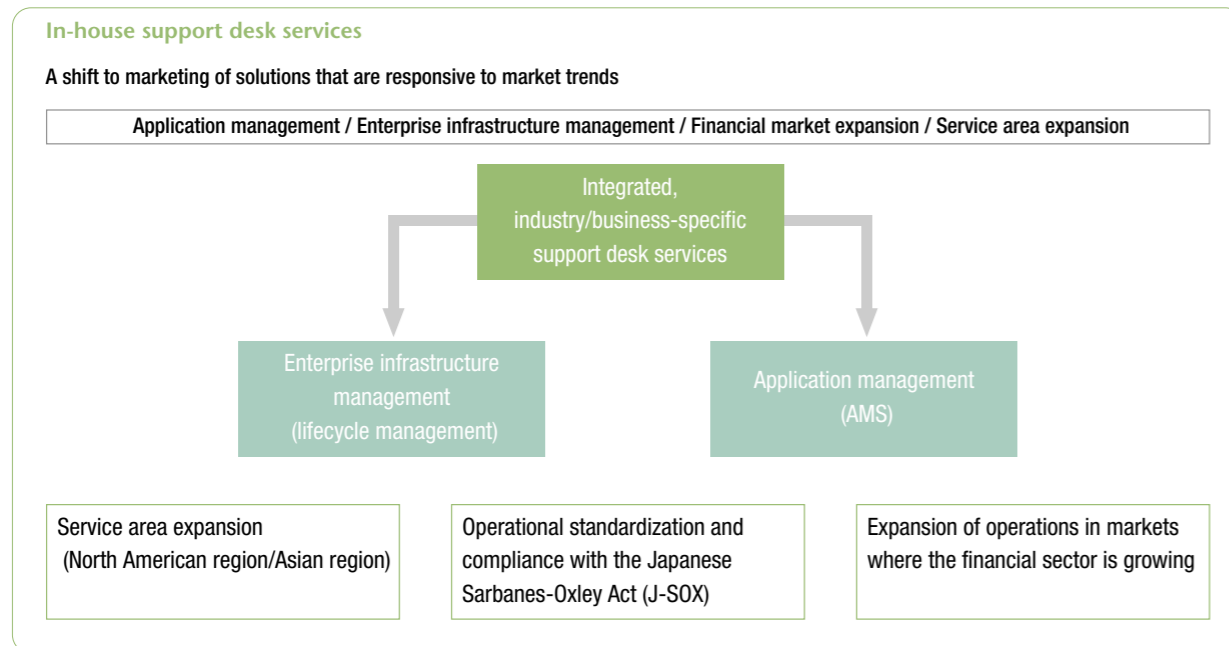 In-house support desk services
A shift to marketing of solutions that are responsive to market trends
Application management / Enterprise infrastructure management / Financial market expansion / Service area expansion
Integrated,
industry/business-specific
support desk services
Enterprise infrastructure
management
(lifecycle management)
Application management
(AMS)
Service area expansion
(North American region/Asian region)
Operational standardization and
compliance with the Japanese
Sarbanes-Oxley Act (J-SOX)
Expansion of operations in markets
where the financial sector is growing